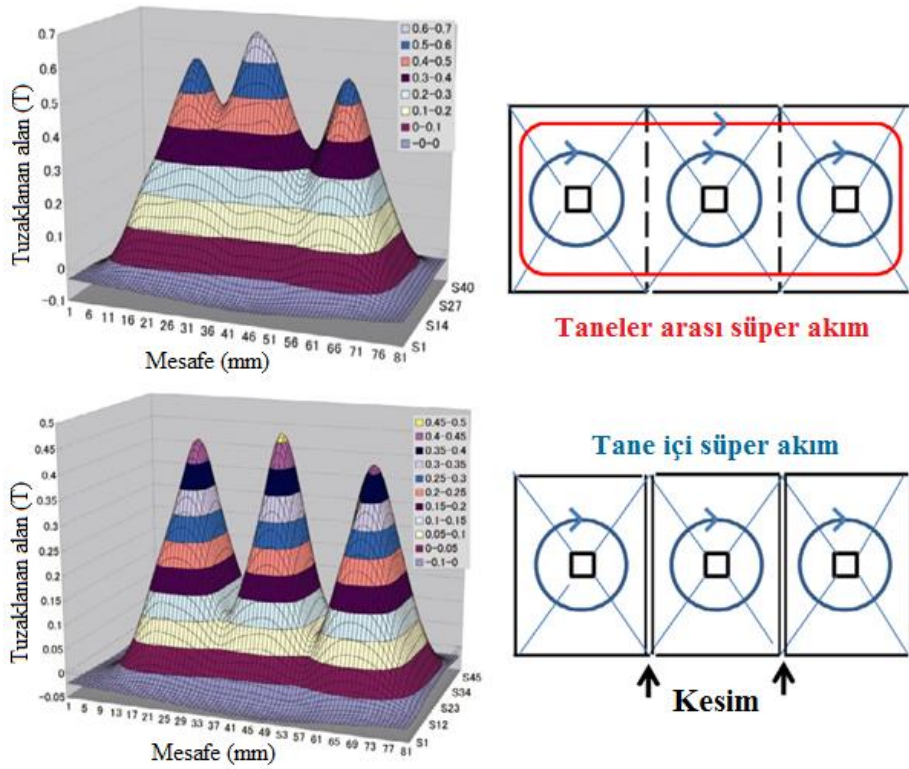 Tuzaklanan alan (T)
0.7
0.6
0.5
0.4
0.3
0.2
0.1
0
-0.1
0.6-0.7
0.5-0.6
0.4-0.5
0.3-0.4
0.2-0.3
0.1-0.2
0-0.1
-0-0
S40
S27
S14
S1
1 6 11 16 21 26 31 36 41 46 51 56 61 66 71 76 81
Mesafe (mm)
Taneler arası süper akım
Tuzaklanan alan (T)
0.5
0.45
0.4
0.35
0.3
0.25
0.2
0.15
0.1
0.05
0
-0.05
0.45-0.5
0.4-0.45
0.35-0.4
0.3-0.35
0.25-0.3
0.2-0.25
0.15-0.2
0.1-0.15
0.05-0.1
0-0.05
-0.1-0
S45
S34
S23
S12
S1
1 5 9 13 17 21 25 29 33 37 41 45 49 53 57 61 65 69 73 77 81
Mesafe (mm)
Tane içi süper akım
Kesim